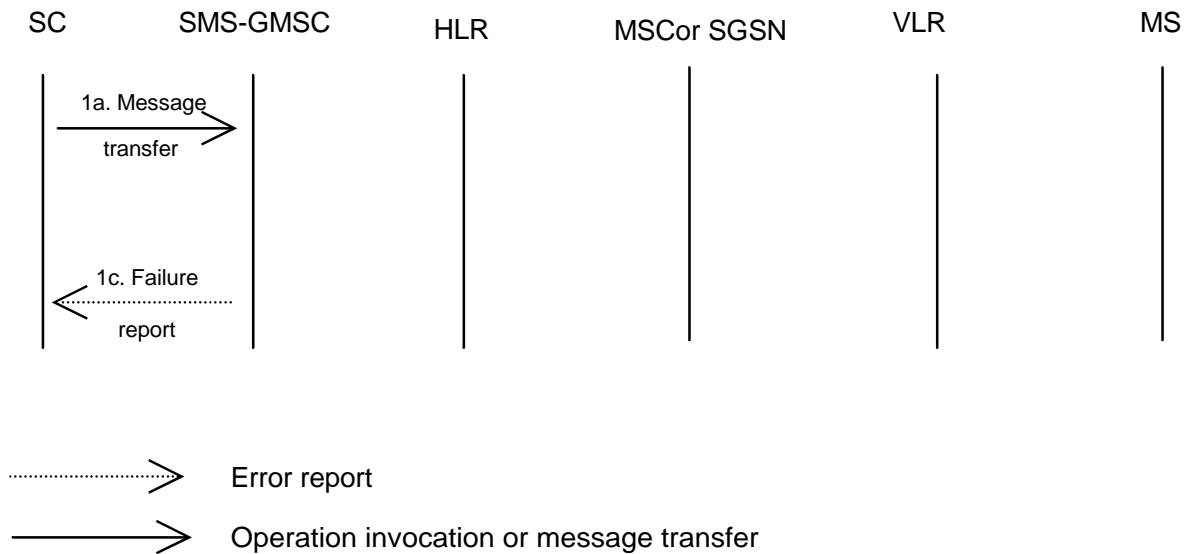 SC SMS-GMSC HLR MSCor SGSN VLR MS
1a. Message
transfer
1c. Failure
report
Error report
Operation invocation or message transfer